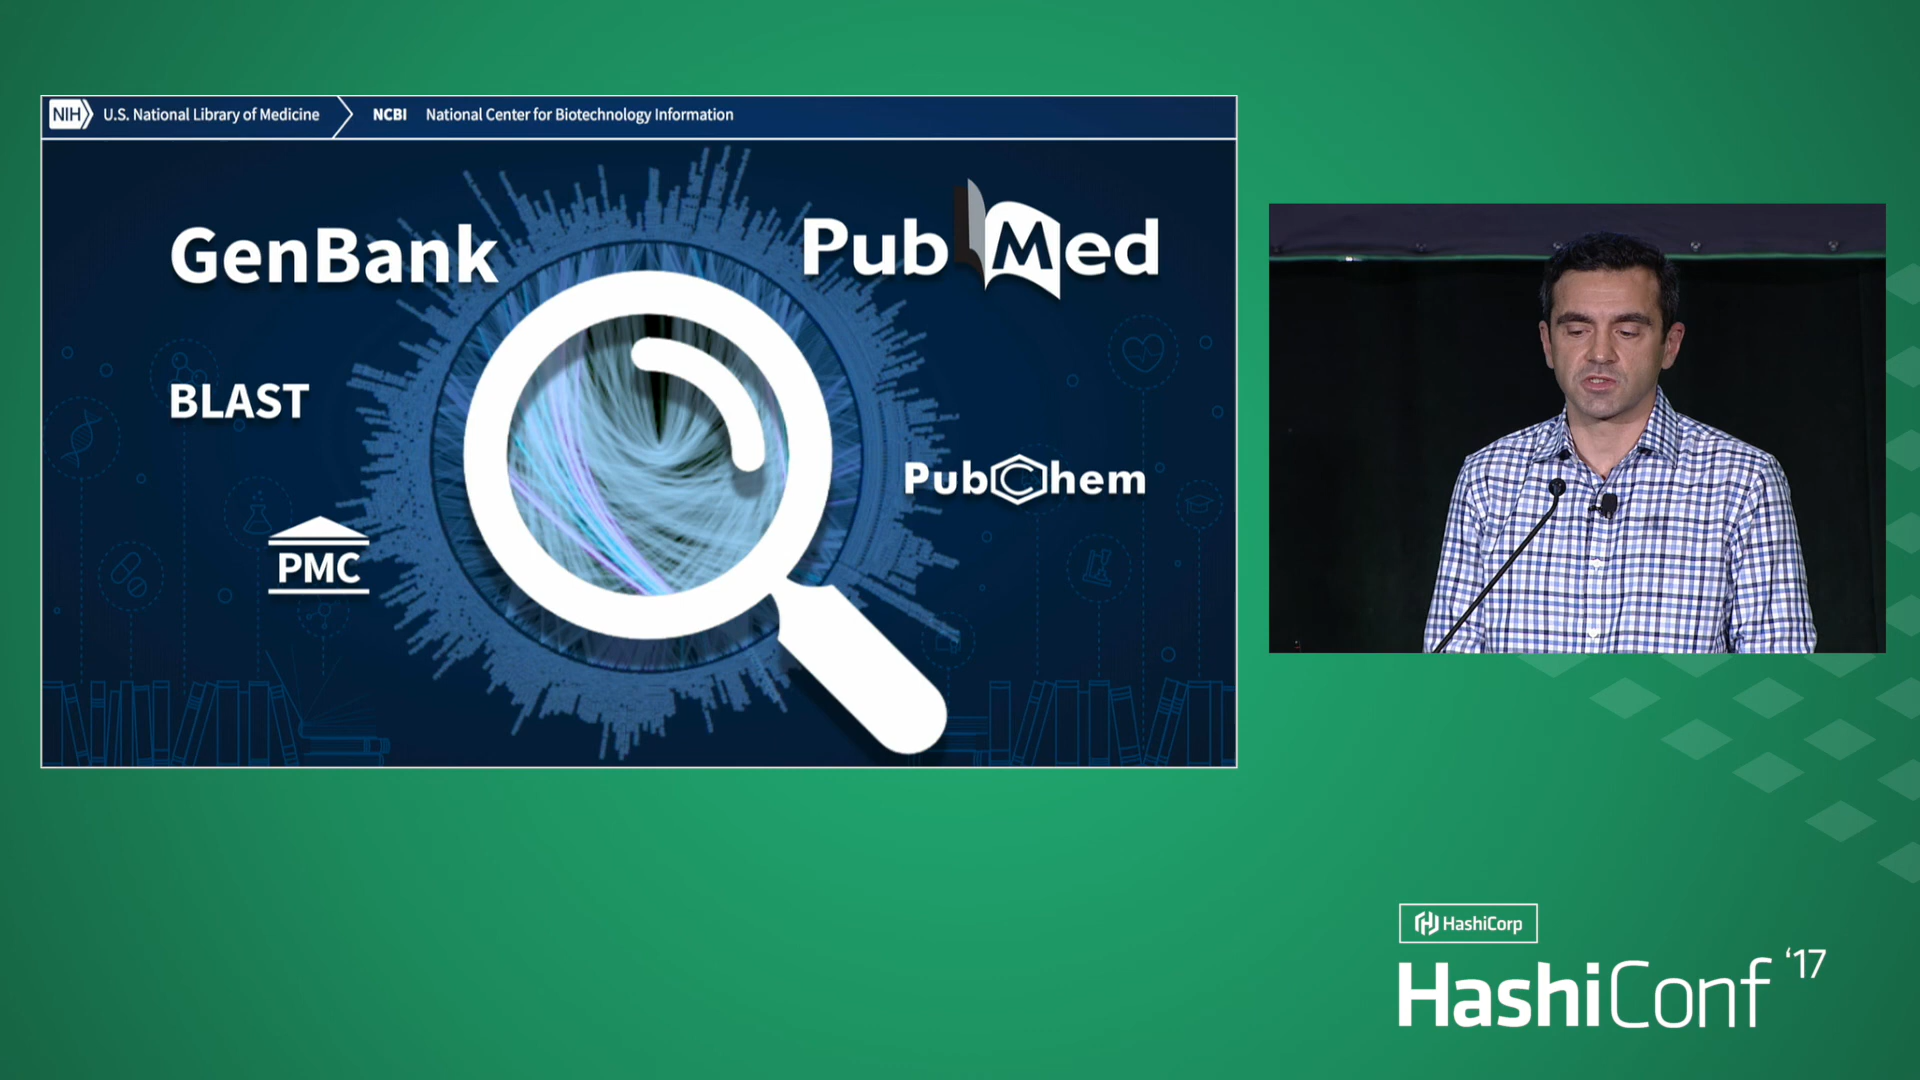 NIH U.S. National Library of Medicine NCBI National Center for Biotechnology Information
GenBank
PubMed
BLAST
PubChem
PMC
HashiCorp
HashiConf '17